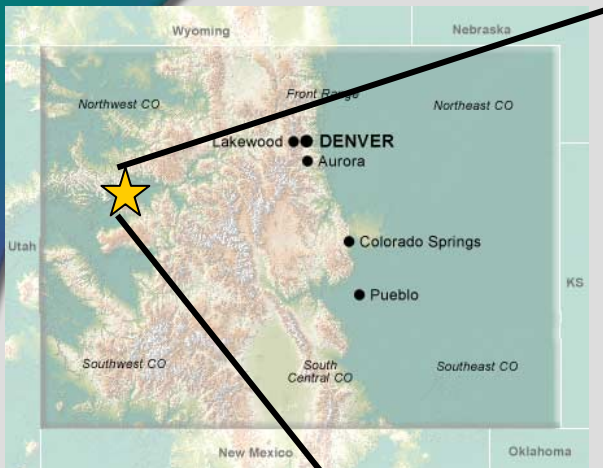 Wyoming
Nebraska
Northwest CO
Front Range
Northeast CO
Lakewood
DENVER
Aurora
Utah
Colorado Springs
KS
Pueblo
Southwest CO
South
Central CO
Southeast CO
New Mexico
Oklahoma